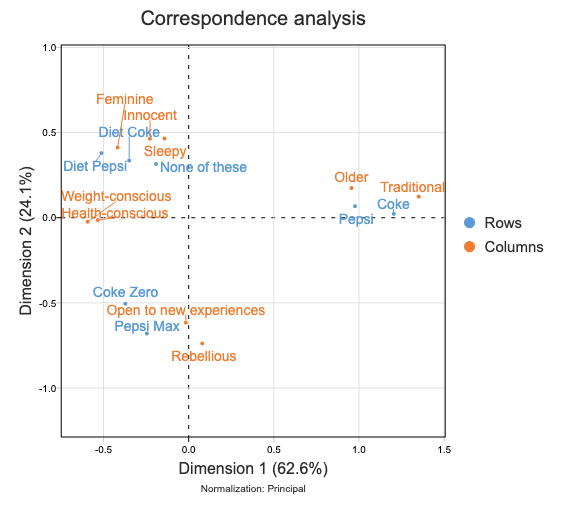 Correspondence analysis
1.0
Feminine
Innocent
0.5
Diet Coke
Sleepy
Diet Pepsi
None of these
Older
Traditional
Weight-conscious
Coke
Health-conscious
0.0
Pepsi
Rows
Columns
Dimension 2 (24.1%)
Coke Zero
-0.5
Open to new experiences
Pepsi Max
Rebellious
-1.0
-0.5
0.0
0.5
1.0
1.5
Dimension 1 (62.6%)
Normalization: Principal